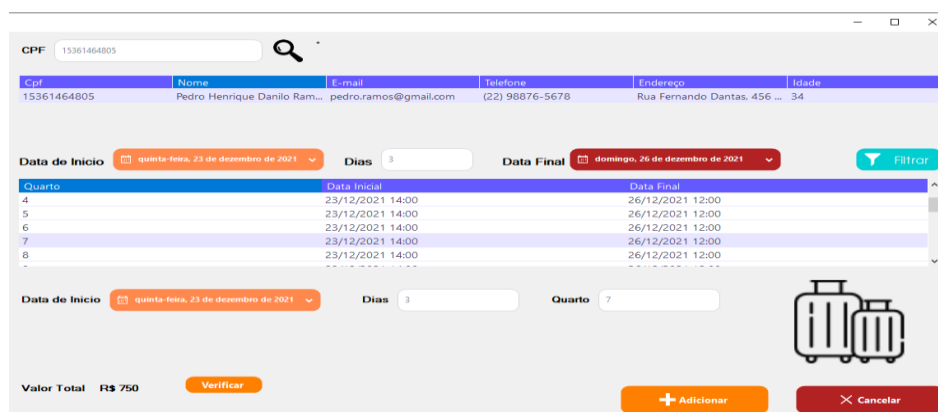 CPF 15361464805
Cpf Nome E-mail Telefone Endereço Idade
15361464805 Pedro Henrique Danilo Ram... pedro.ramos@gmail.com (22) 98876-5678 Rua Fernando Dantas, 456 ... 34
Data de Inicio quinta-feira, 23 de dezembro de 2021 Dias 3 Data Final domingo, 26 de dezembro de 2021 Filtrar
Quarto Data Inicial Data Final
4 23/12/2021 14:00 26/12/2021 12:00
5 23/12/2021 14:00 26/12/2021 12:00
6 23/12/2021 14:00 26/12/2021 12:00
7 23/12/2021 14:00 26/12/2021 12:00
8 23/12/2021 14:00 26/12/2021 12:00
Data de Inicio quinta-feira, 23 de dezembro de 2021 Dias 3 Quarto 7
Valor Total R$ 750 Verificar
Adicionar Cancelar